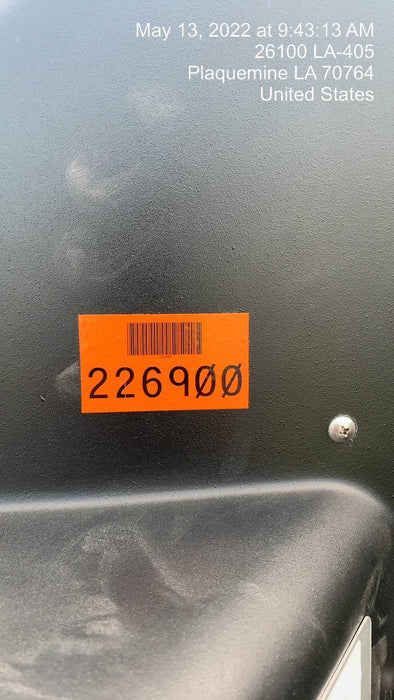 May 13, 2022 at 9:43:13 AM
26100 LA-405
Plaquemine LA 70764
United States
226900